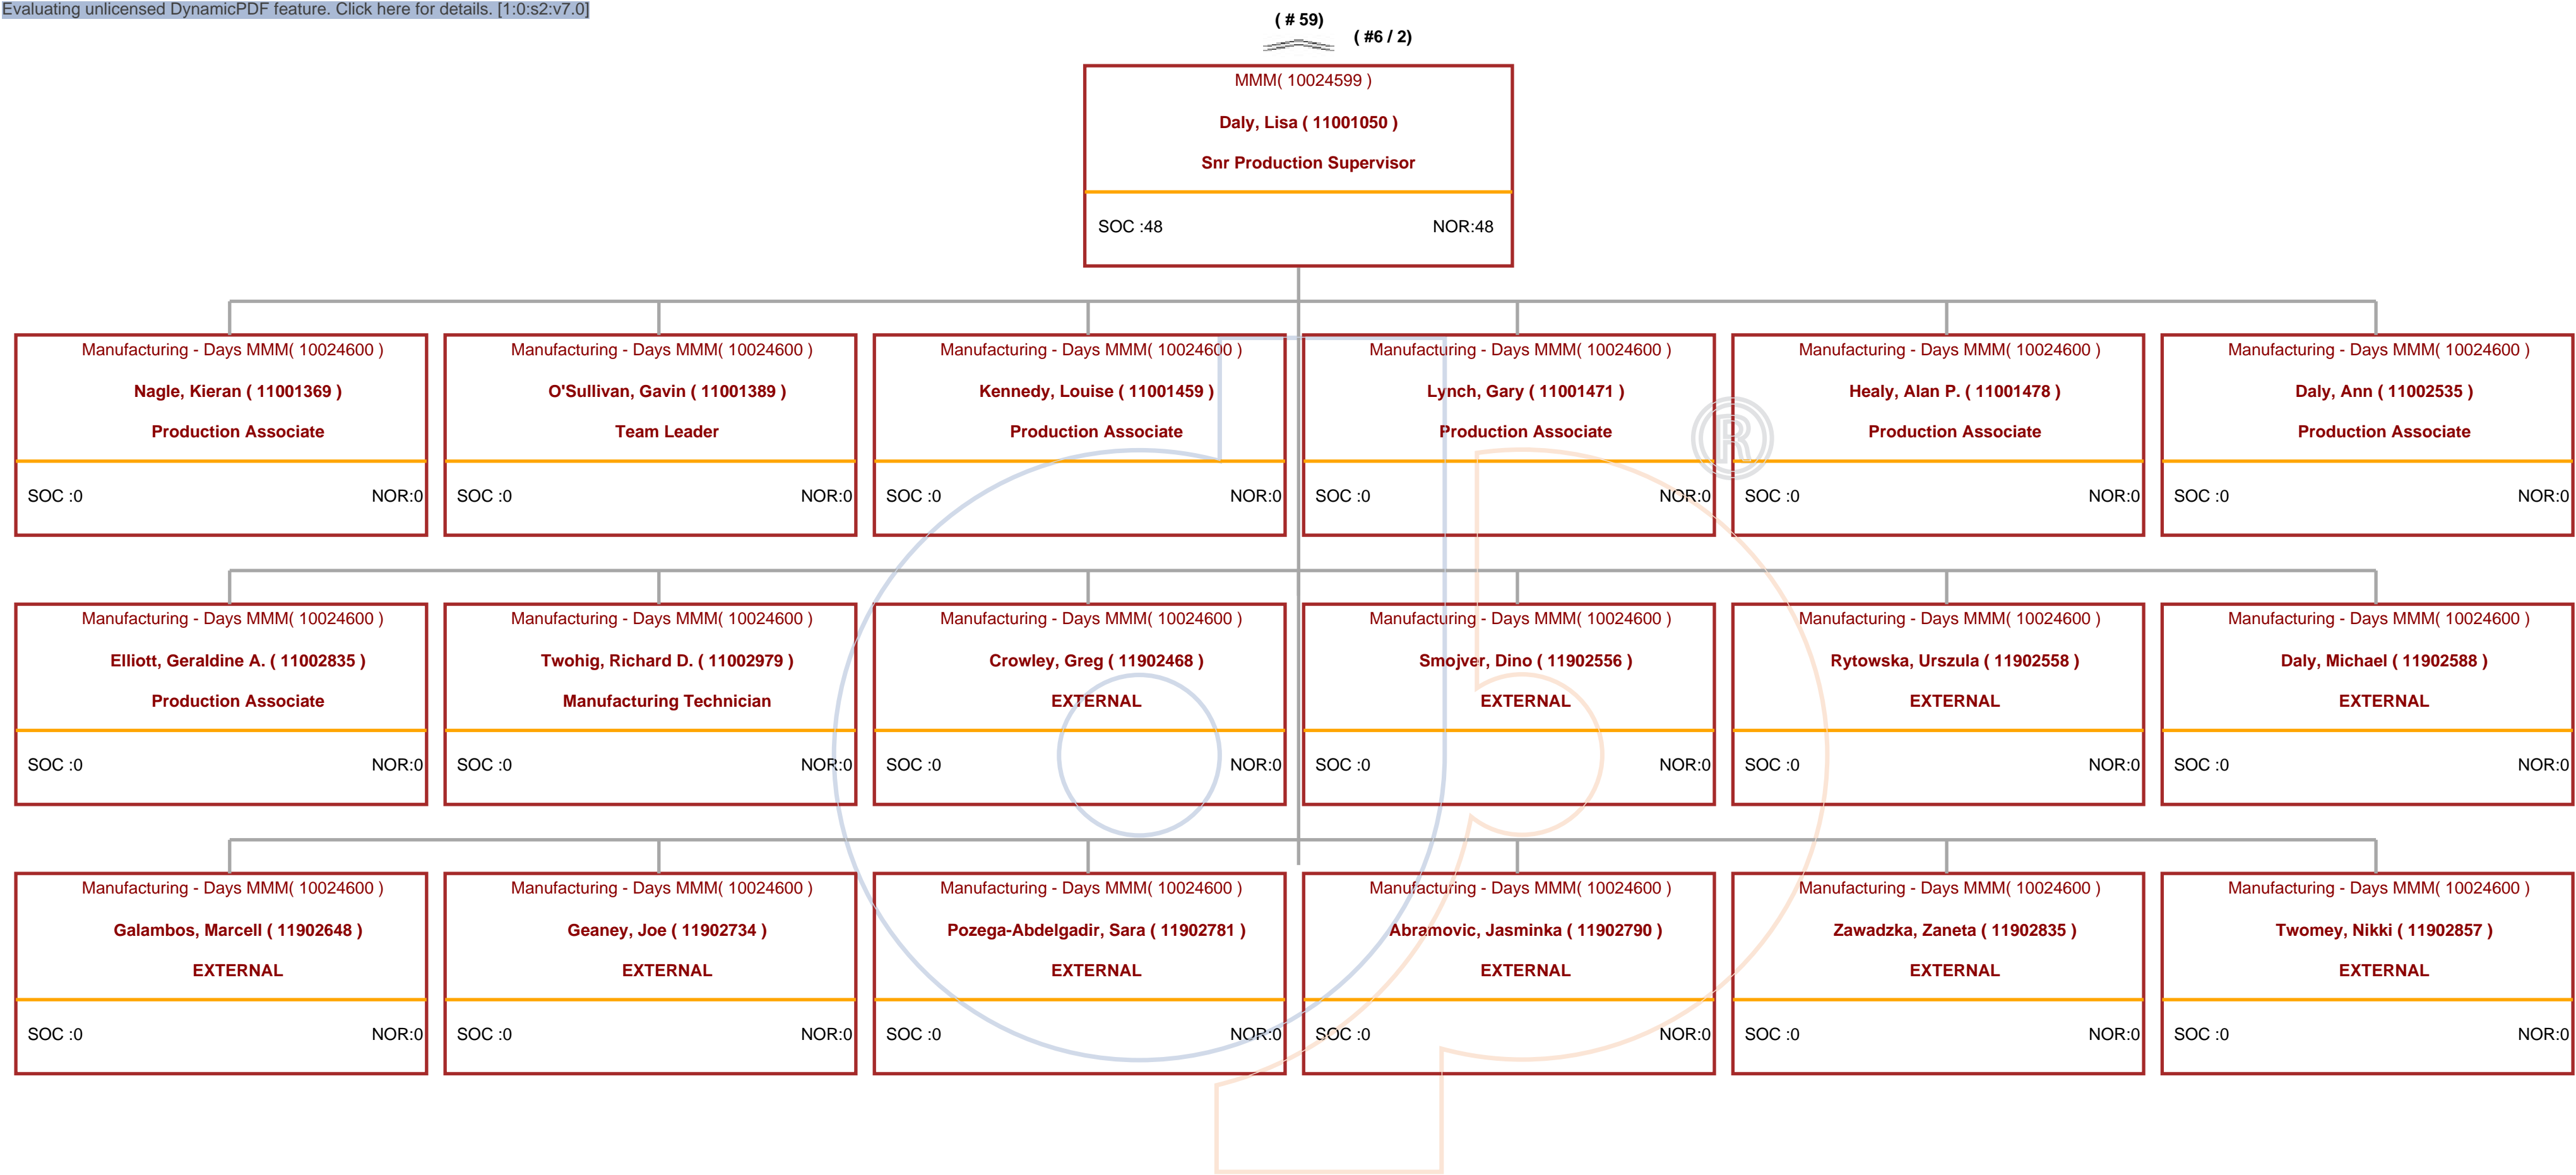 Evaluating unlicensed DynamicPDF feature. Click here for details. [1:0:s2:v7.0]
( # 59)
( #6 / 2)
MMM( 10024599 )
Daly, Lisa ( 11001050 )
Snr Production Supervisor
SOC :48 NOR:48
Manufacturing - Days MMM( 10024600 )
Nagle, Kieran ( 11001369 )
Production Associate
SOC :0 NOR:0
Manufacturing - Days MMM( 10024600 )
O'Sullivan, Gavin ( 11001389 )
Team Leader
SOC :0 NOR:0
Manufacturing - Days MMM( 10024600 )
Kennedy, Louise ( 11001459 )
Production Associate
SOC :0 NOR:0
Manufacturing - Days MMM( 10024600 )
Lynch, Gary ( 11001471 )
Production Associate
SOC :0 NOR:0
Manufacturing - Days MMM( 10024600 )
Healy, Alan P. ( 11001478 )
Production Associate
SOC :0 NOR:0
Manufacturing - Days MMM( 10024600 )
Daly, Ann ( 11002535 )
Production Associate
SOC :0 NOR:0
®
Manufacturing - Days MMM( 10024600 )
Elliott, Geraldine A. ( 11002835 )
Production Associate
SOC :0 NOR:0
Manufacturing - Days MMM( 10024600 )
Twohig, Richard D. ( 11002979 )
Manufacturing Technician
SOC :0 NOR:0
Manufacturing - Days MMM( 10024600 )
Crowley, Greg ( 11902468 )
EXTERNAL
SOC :0 NOR:0
Manufacturing - Days MMM( 10024600 )
Smojver, Dino ( 11902556 )
EXTERNAL
SOC :0 NOR:0
Manufacturing - Days MMM( 10024600 )
Rytowska, Urszula ( 11902558 )
EXTERNAL
SOC :0 NOR:0
Manufacturing - Days MMM( 10024600 )
Daly, Michael ( 11902588 )
EXTERNAL
SOC :0 NOR:0
Manufacturing - Days MMM( 10024600 )
Galambos, Marcell ( 11902648 )
EXTERNAL
SOC :0 NOR:0
Manufacturing - Days MMM( 10024600 )
Geaney, Joe ( 11902734 )
EXTERNAL
SOC :0 NOR:0
Manufacturing - Days MMM( 10024600 )
Pozega-Abdelgadir, Sara ( 11902781 )
EXTERNAL
SOC :0 NOR:0
Manufacturing - Days MMM( 10024600 )
Abramovic, Jasminka ( 11902790 )
EXTERNAL
SOC :0 NOR:0
Manufacturing - Days MMM( 10024600 )
Zawadzka, Zaneta ( 11902835 )
EXTERNAL
SOC :0 NOR:0
Manufacturing - Days MMM( 10024600 )
Twomey, Nikki ( 11902857 )
EXTERNAL
SOC :0 NOR:0